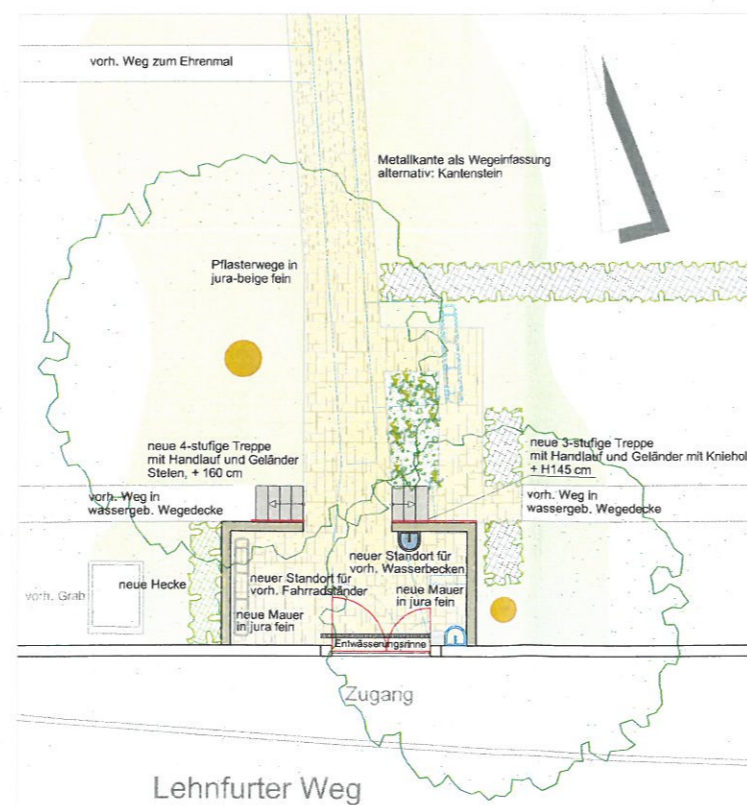 vorh. Weg zum Ehrenmal
Metallkante als Wegeinfassung
alternativ: Kantenstein
Pflasterwege in
jura-beige fein
neue 4-stufige Treppe
mit Handlauf und Geländer
Stelen, + 160 cm
neue 3-stufige Treppe
mit Handlauf und Geländer mit Kniehol
+ H145 cm
vorh. Weg in
wassergeb. Wegedecke
vorh. Weg in
wassergeb. Wegedecke
neuer Standort für
vorh. Wasserbecken
vorh. Grab
neue Hecke
neuer Standort für
vorh. Fahrradständer
neue Mauer
in jura fein
neue Mauer
in jura fein
Entwässerungsrinne
Zugang
Lehnfurter Weg